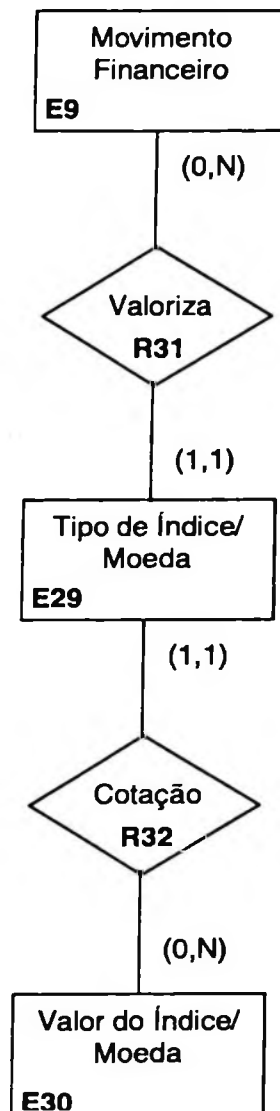 Movimento
Financeiro
E9
(0,N)
Valoriza
R31
(1,1)
Tipo de Índice/
Moeda
E29
(1,1)
Cotação
R32
(0,N)
Valor do Índice/
Moeda
E30